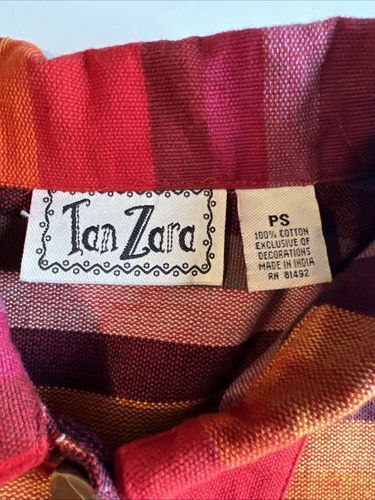 Tan Zara
PS
100% COTTON
EXCLUSIVE OF
DECORATIONS
MADE IN INDIA
RN 81492